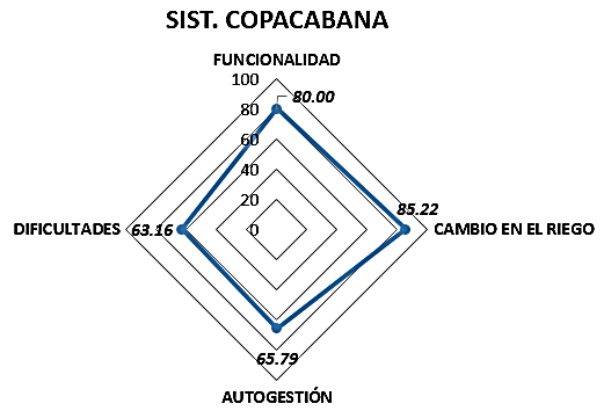 SIST. COPACABANA
FUNCIONALIDAD
100
80.00
80
60
40
20
0
85.22
DIFICULTADES
63.16
CAMBIO EN EL RIEGO
65.79
AUTOGESTIÓN